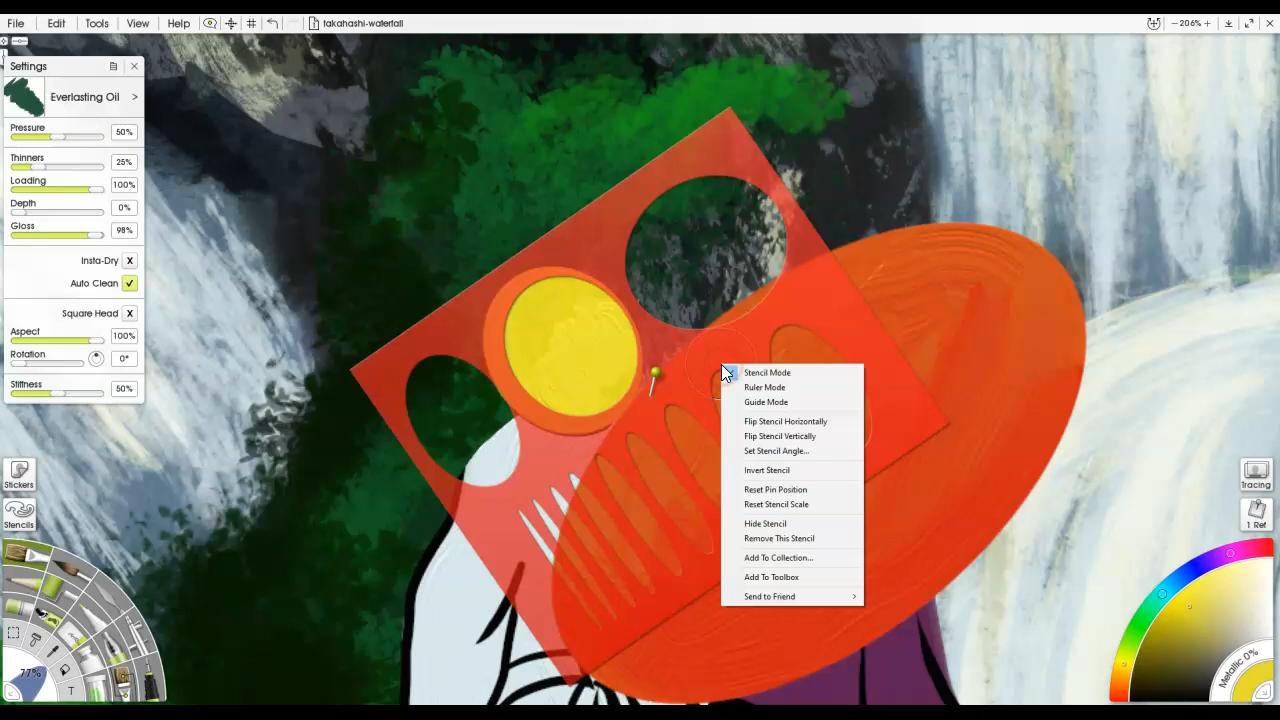 File Edit Tools View Help takahashi-waterfall − 206% +
Settings
Everlasting Oil >
Pressure 50%
Thinners 25%
Loading 100%
Depth 0%
Gloss 98%
Insta-Dry X
Auto Clean ✓
Square Head X
Aspect 100%
Rotation 0°
Stiffness 50%
Stencil Mode
Ruler Mode
Guide Mode
Flip Stencil Horizontally
Flip Stencil Vertically
Set Stencil Angle...
Invert Stencil
Reset Pin Position
Reset Stencil Scale
Hide Stencil
Remove This Stencil
Add To Collection...
Add To Toolbox
Send to Friend >
Stickers
Stencils
77%
T
Tracing
1 Ref
Metallic 0%